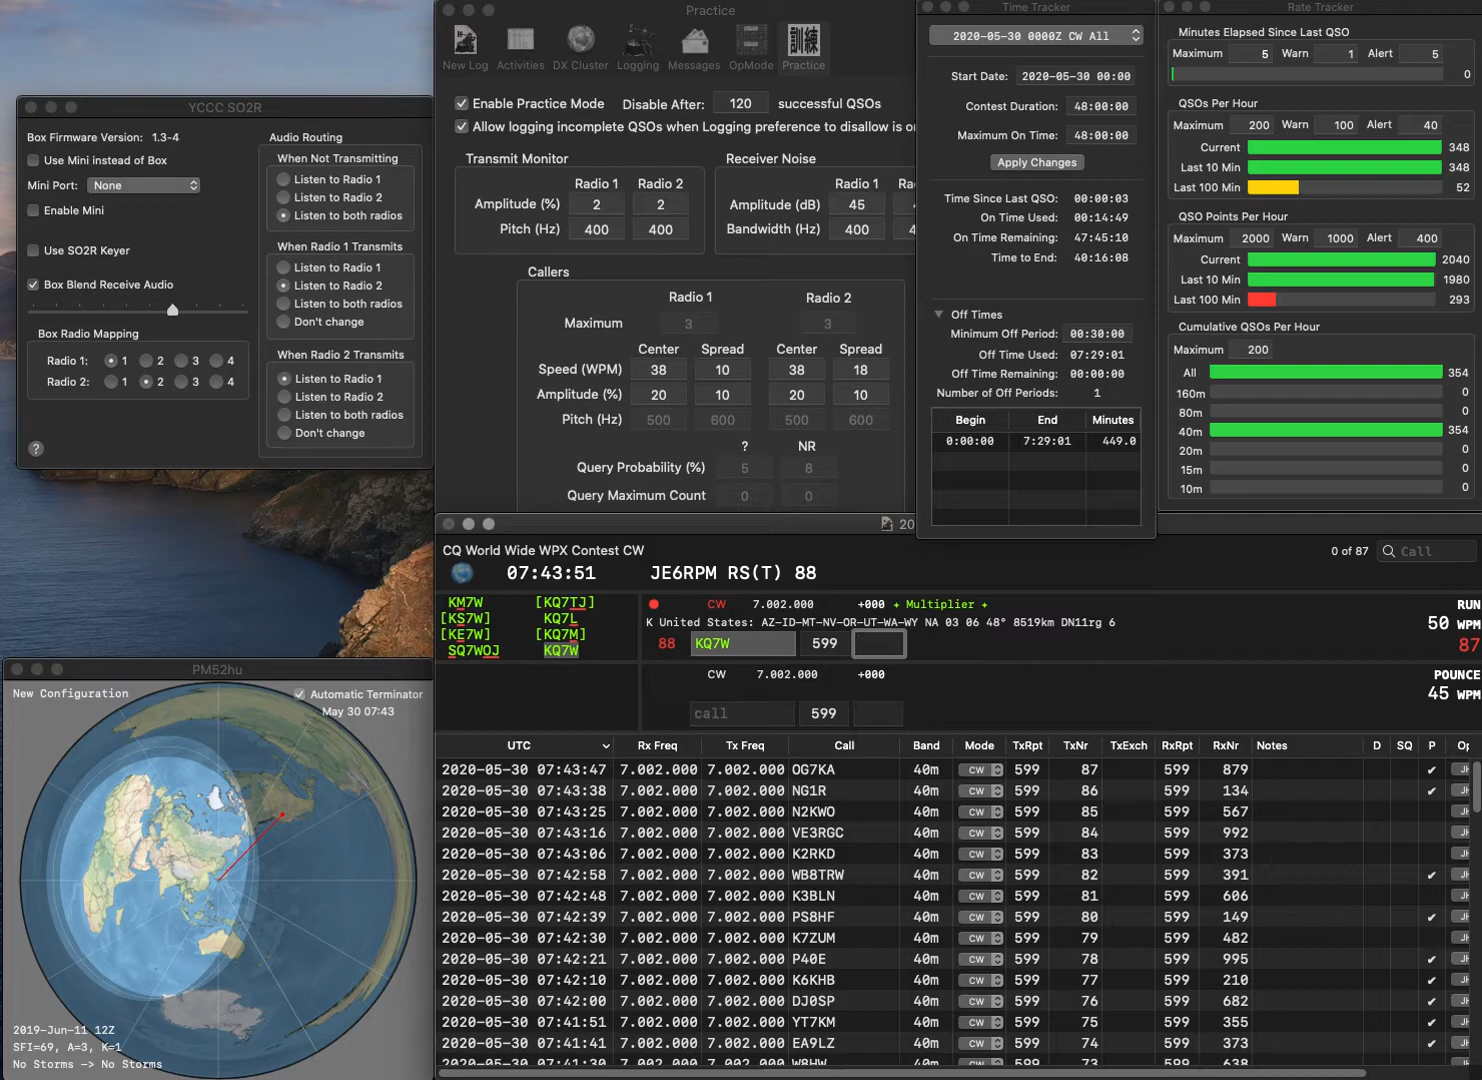 YCCC SO2R
Box Firmware Version: 1.3-4
Use Mini instead of Box
Mini Port: None
Enable Mini
Use SO2R Keyer
Box Blend Receive Audio
Box Radio Mapping
Radio 1: 1 2 3 4
Radio 2: 1 2 3 4
?
Audio Routing
When Not Transmitting
Listen to Radio 1
Listen to Radio 2
Listen to both radios
When Radio 1 Transmits
Listen to Radio 1
Listen to Radio 2
Listen to both radios
Don't change
When Radio 2 Transmits
Listen to Radio 1
Listen to Radio 2
Listen to both radios
Don't change
Practice
訓練
New Log Activities DX Cluster Logging Messages OpMode Practice
Enable Practice Mode Disable After: 120 successful QSOs
Allow logging incomplete QSOs when Logging preference to disallow is
Transmit Monitor
Radio 1 Radio 2
Amplitude (%) 2 2
Pitch (Hz) 400 400
Receiver Noise
Radio 1
Amplitude (dB) 45
Bandwidth (Hz) 400
Callers
Radio 1 Radio 2
Maximum 3 3
Center Spread Center Spread
Speed (WPM) 38 10 38 18
Amplitude (%) 20 10 20 10
Pitch (Hz) 500 600 500 600
? NR
Query Probability (%) 5 8
Query Maximum Count 0 0
Time Tracker
2020-05-30 0000Z CW All
Start Date: 2020-05-30 00:00
Contest Duration: 48:00:00
Maximum On Time: 48:00:00
Apply Changes
Time Since Last QSO: 00:00:03
On Time Used: 00:14:49
On Time Remaining: 47:45:10
Time to End: 40:16:08
Off Times
Minimum Off Period: 00:30:00
Off Time Used: 07:29:01
Off Time Remaining: 00:00:00
Number of Off Periods: 1
Begin End Minutes
0:00:00 7:29:01 449.0
Rate Tracker
Minutes Elapsed Since Last QSO
Maximum 5 Warn 1 Alert 5
0
QSOs Per Hour
Maximum 200 Warn 100 Alert 40
Current 348
Last 10 Min 348
Last 100 Min 52
QSO Points Per Hour
Maximum 2000 Warn 1000 Alert 400
Current 2040
Last 10 Min 1980
Last 100 Min 293
Cumulative QSOs Per Hour
Maximum 200
All 354
160m 0
80m 0
40m 354
20m 0
15m 0
10m 0
20
CQ World Wide WPX Contest CW
0 of 87 Call
07:43:51 JE6RPM RS(T) 88
KM7W [KQ7TJ]
[KS7W] KQ7L
[KE7W] [KQ7M]
SQ7WOJ KQ7W
CW 7.002.000 +000 + Multiplier + RUN
K United States: AZ-ID-MT-NV-OR-UT-WA-WY NA 03 06 48° 8519km DN11rg 6 50 WPM
88 KQ7W 599 87
CW 7.002.000 +000 POUNCE
45 WPM
call 599
UTC Rx Freq Tx Freq Call Band Mode TxRpt TxNr TxExch RxRpt RxNr Notes D SQ P
2020-05-30 07:43:47 7.002.000 7.002.000 OG7KA 40m CW 599 87 599 879 ✔
2020-05-30 07:43:38 7.002.000 7.002.000 NG1R 40m CW 599 86 599 134 ✔
2020-05-30 07:43:25 7.002.000 7.002.000 N2KWO 40m CW 599 85 599 567
2020-05-30 07:43:16 7.002.000 7.002.000 VE3RGC 40m CW 599 84 599 992
2020-05-30 07:43:06 7.002.000 7.002.000 K2RKD 40m CW 599 83 599 373
2020-05-30 07:42:58 7.002.000 7.002.000 WB8TRW 40m CW 599 82 599 391 ✔
2020-05-30 07:42:48 7.002.000 7.002.000 K3BLN 40m CW 599 81 599 606
2020-05-30 07:42:39 7.002.000 7.002.000 PS8HF 40m CW 599 80 599 149 ✔
2020-05-30 07:42:30 7.002.000 7.002.000 K7ZUM 40m CW 599 79 599 482
2020-05-30 07:42:21 7.002.000 7.002.000 P40E 40m CW 599 78 599 995 ✔
2020-05-30 07:42:10 7.002.000 7.002.000 K6KHB 40m CW 599 77 599 210 ✔
2020-05-30 07:42:00 7.002.000 7.002.000 DJ0SP 40m CW 599 76 599 682 ✔
2020-05-30 07:41:51 7.002.000 7.002.000 YT7KM 40m CW 599 75 599 355 ✔
2020-05-30 07:41:41 7.002.000 7.002.000 EA9LZ 40m CW 599 74 599 373 ✔
2020-05-30 07:41:30 7.002.000 7.002.000 W8HW 40m CW 599 73 599 638
PM52hu
New Configuration
Automatic Terminator
May 30 07:43
2019-Jun-11 12Z
SFI=69, A=3, K=1
No Storms -> No Storms